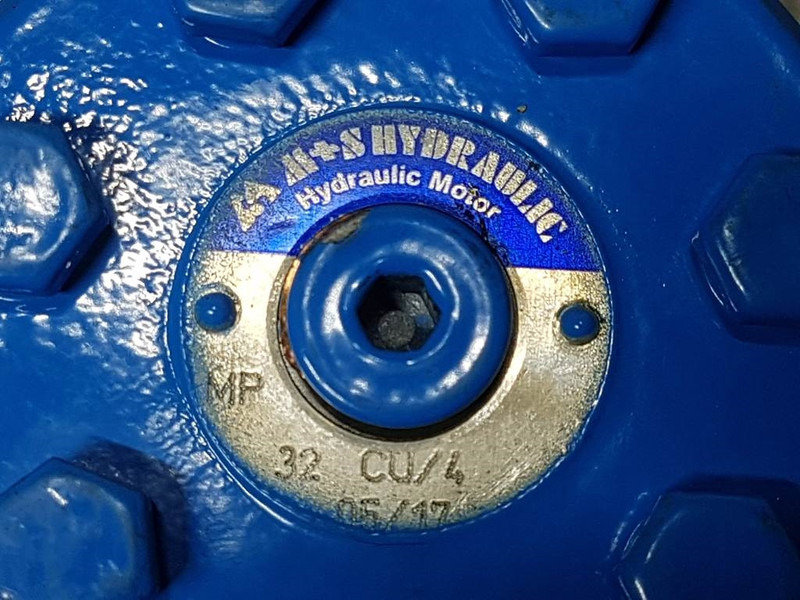 M+S HYDRAULIC
Hydraulic Motor
MP
32 CU/4
05/17